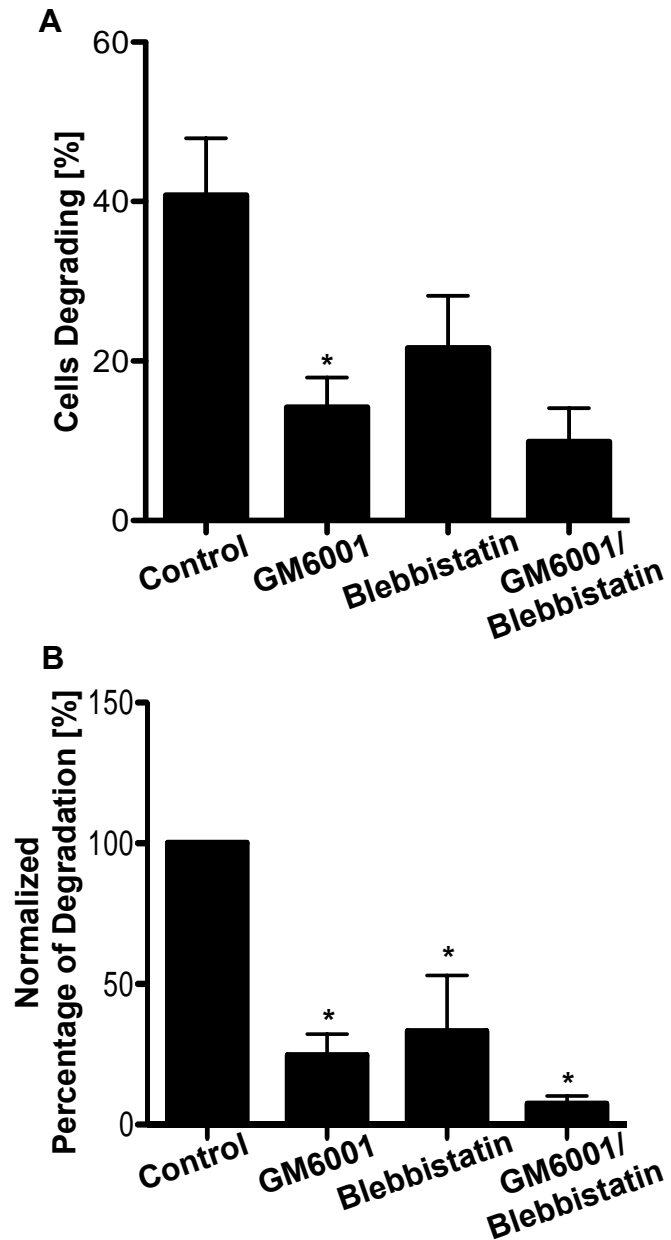 A
Cells Degrading [%]
60
40
20
0
*
Control
GM6001
Blebbistatin
GM6001/
Blebbistatin
B
Normalized
Percentage of Degradation [%]
150
100
50
0
*
*
*
Control
GM6001
Blebbistatin
GM6001/
Blebbistatin